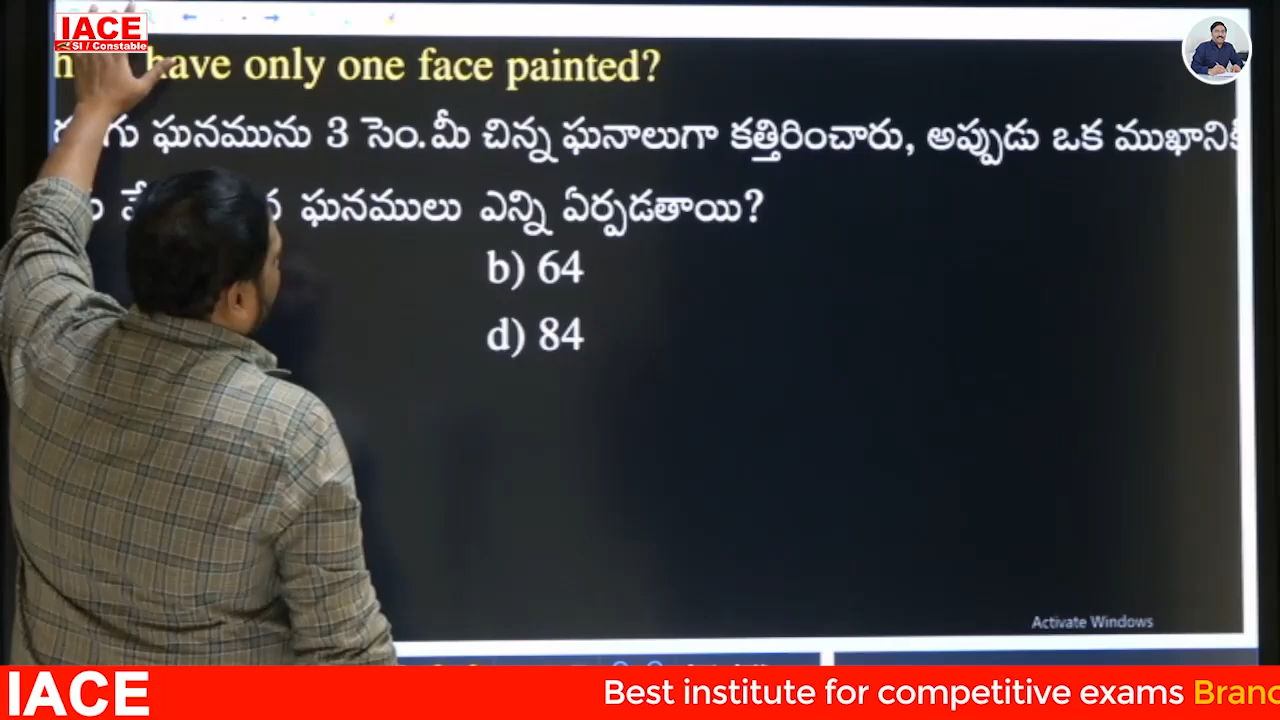 IACE
SI / Constable
have only one face painted?
ఘనమును 3 సెం.మీ చిన్న ఘనాలుగా కత్తిరించారు, అప్పుడు ఒక
ఘనములు ఎన్ని ఏర్పడతాయి?
b) 64
d) 84
Activate Windows
IACE Best institute for competitive exams